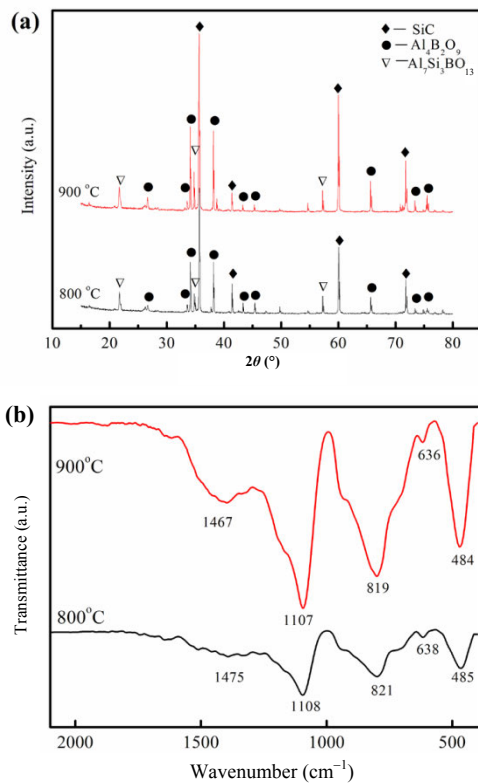 (a)
◆ — SiC
● — Al₄B₂O₉
▽ — Al₇Si₃BO₁₃
Intensity (a.u.)
900 °C
800 °C
10 20 30 40 50 60 70 80
2θ (°)
(b)
900°C
636
1467
484
819
1107
800°C
638
1475
821
485
1108
Transmittance (a.u.)
2000 1500 1000 500
Wavenumber (cm⁻¹)